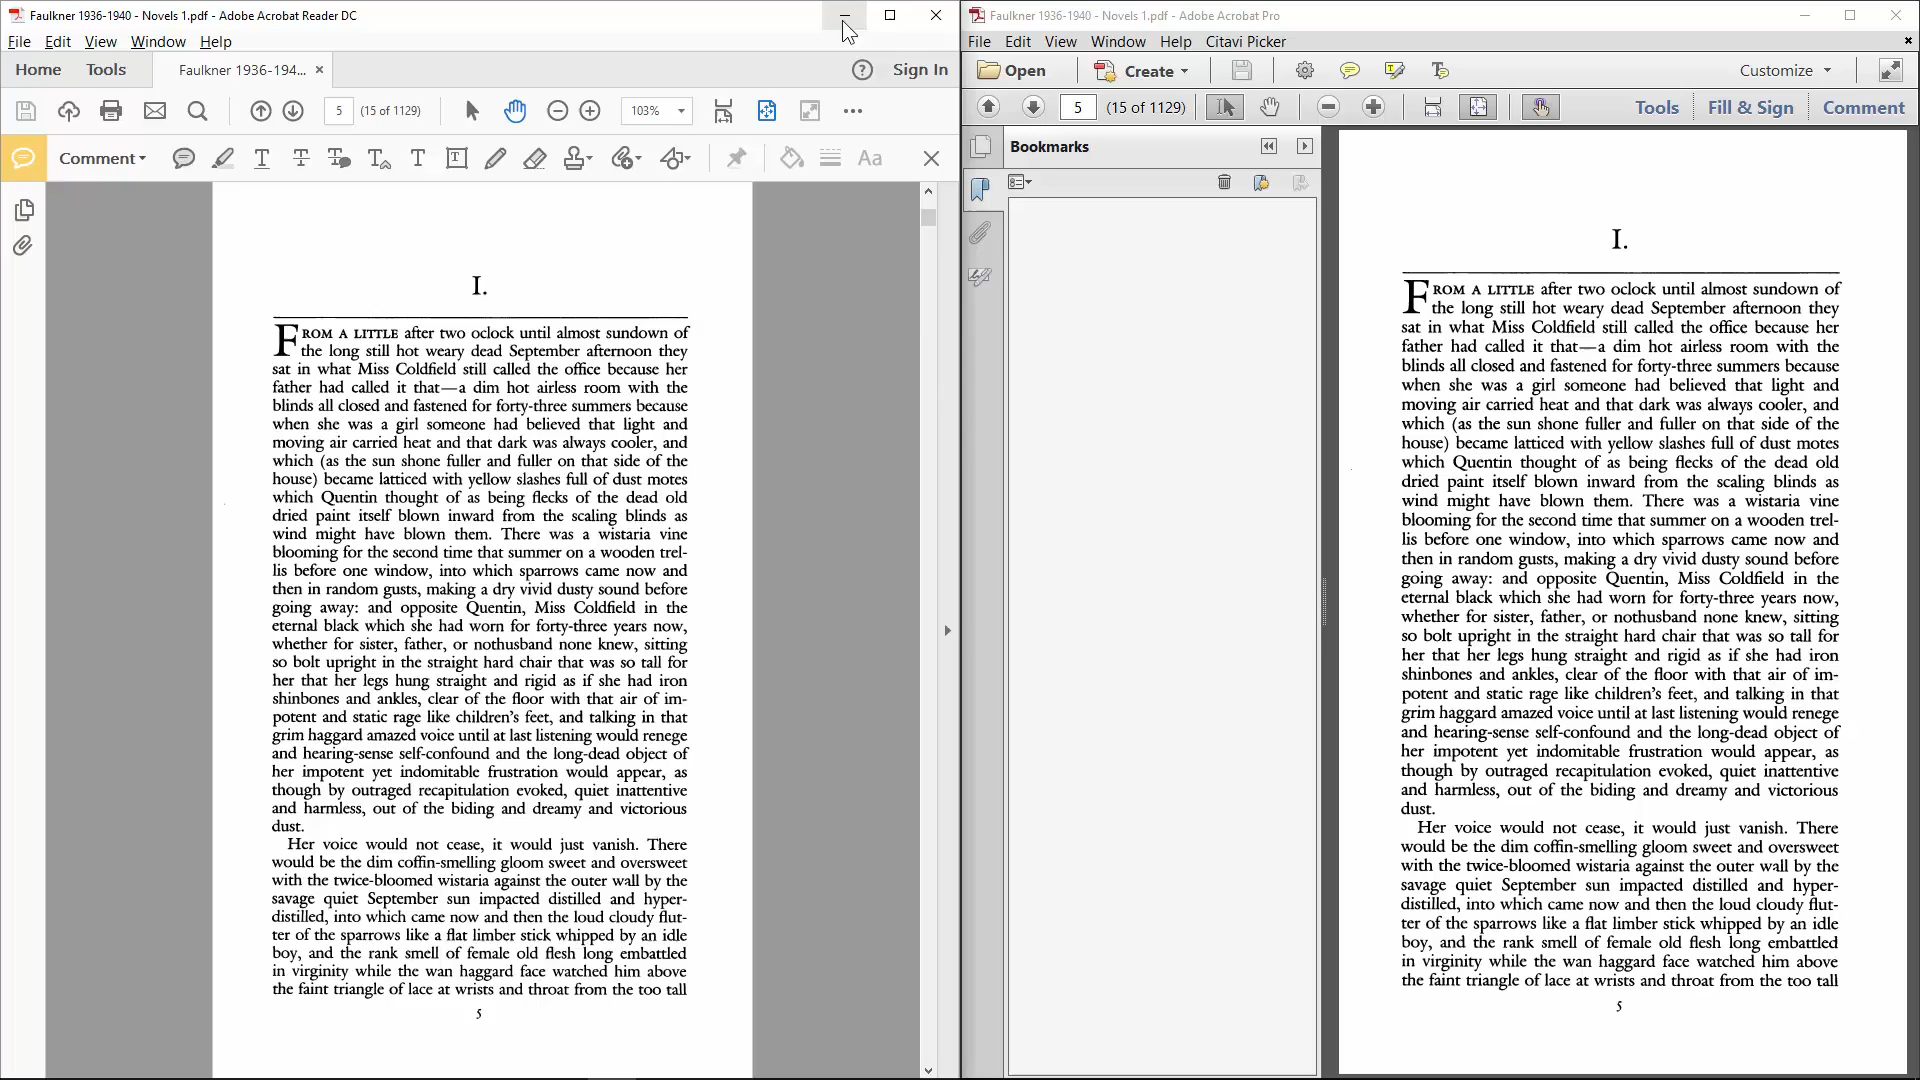 Faulkner 1936-1940 - Novels 1.pdf - Adobe Acrobat Reader DC
File Edit View Window Help
Home Tools Faulkner 1936-194... × Sign In
5 (15 of 1129) 103%
Comment
I.
FROM A LITTLE after two oclock until almost sundown of
the long still hot weary dead September afternoon they
sat in what Miss Coldfield still called the office because her
father had called it that—a dim hot airless room with the
blinds all closed and fastened for forty-three summers because
when she was a girl someone had believed that light and
moving air carried heat and that dark was always cooler, and
which (as the sun shone fuller and fuller on that side of the
house) became latticed with yellow slashes full of dust motes
which Quentin thought of as being flecks of the dead old
dried paint itself blown inward from the scaling blinds as
wind might have blown them. There was a wistaria vine
blooming for the second time that summer on a wooden trel-
lis before one window, into which sparrows came now and
then in random gusts, making a dry vivid dusty sound before
going away: and opposite Quentin, Miss Coldfield in the
eternal black which she had worn for forty-three years now,
whether for sister, father, or nothusband none knew, sitting
so bolt upright in the straight hard chair that was so tall for
her that her legs hung straight and rigid as if she had iron
shinbones and ankles, clear of the floor with that air of im-
potent and static rage like children's feet, and talking in that
grim haggard amazed voice until at last listening would renege
and hearing-sense self-confound and the long-dead object of
her impotent yet indomitable frustration would appear, as
though by outraged recapitulation evoked, quiet inattentive
and harmless, out of the biding and dreamy and victorious
dust.
Her voice would not cease, it would just vanish. There
would be the dim coffin-smelling gloom sweet and oversweet
with the twice-bloomed wistaria against the outer wall by the
savage quiet September sun impacted distilled and hyper-
distilled, into which came now and then the loud cloudy flut-
ter of the sparrows like a flat limber stick whipped by an idle
boy, and the rank smell of female old flesh long embattled
in virginity while the wan haggard face watched him above
the faint triangle of lace at wrists and throat from the too tall
5
Faulkner 1936-1940 - Novels 1.pdf - Adobe Acrobat Pro
File Edit View Window Help Citavi Picker
Open Create Customize
5 (15 of 1129) Tools Fill & Sign Comment
Bookmarks
I.
FROM A LITTLE after two oclock until almost sundown of
the long still hot weary dead September afternoon they
sat in what Miss Coldfield still called the office because her
father had called it that—a dim hot airless room with the
blinds all closed and fastened for forty-three summers because
when she was a girl someone had believed that light and
moving air carried heat and that dark was always cooler, and
which (as the sun shone fuller and fuller on that side of the
house) became latticed with yellow slashes full of dust motes
which Quentin thought of as being flecks of the dead old
dried paint itself blown inward from the scaling blinds as
wind might have blown them. There was a wistaria vine
blooming for the second time that summer on a wooden trel-
lis before one window, into which sparrows came now and
then in random gusts, making a dry vivid dusty sound before
going away: and opposite Quentin, Miss Coldfield in the
eternal black which she had worn for forty-three years now,
whether for sister, father, or nothusband none knew, sitting
so bolt upright in the straight hard chair that was so tall for
her that her legs hung straight and rigid as if she had iron
shinbones and ankles, clear of the floor with that air of im-
potent and static rage like children's feet, and talking in that
grim haggard amazed voice until at last listening would renege
and hearing-sense self-confound and the long-dead object of
her impotent yet indomitable frustration would appear, as
though by outraged recapitulation evoked, quiet inattentive
and harmless, out of the biding and dreamy and victorious
dust.
Her voice would not cease, it would just vanish. There
would be the dim coffin-smelling gloom sweet and oversweet
with the twice-bloomed wistaria against the outer wall by the
savage quiet September sun impacted distilled and hyper-
distilled, into which came now and then the loud cloudy flut-
ter of the sparrows like a flat limber stick whipped by an idle
boy, and the rank smell of female old flesh long embattled
in virginity while the wan haggard face watched him above
the faint triangle of lace at wrists and throat from the too tall
5